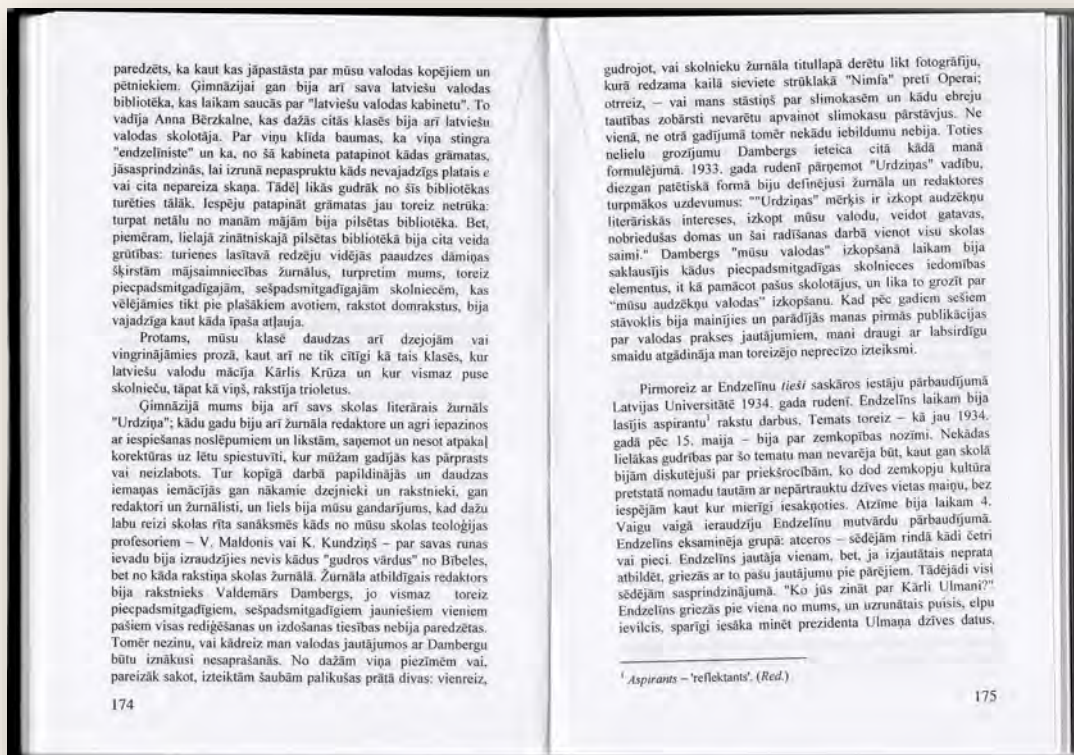 paredzēts, ka kaut kas jāpastāsta par mūsu valodas kopējiem un
pētniekiem. Ģimnāzijai gan bija arī sava latviešu valodas
bibliotēka, kas laikam saucās par "latviešu valodas kabinetu". To
vadīja Anna Bērzkalne, kas dažās citās klasēs bija arī latviešu
valodas skolotāja. Par viņu klīda baumas, ka viņa stingra
"endzelīniste" un ka, no šā kabineta patapinot kādas grāmatas,
jāsasprindzinās, lai izrunā nepaspruktu kāds nevajadzīgs platais e
vai cita nepareiza skaņa. Tādēļ likās gudrāk no šīs bibliotēkas
turēties tālāk. Iespēju patapināt grāmatas jau toreiz netrūka:
turpat netālu no manām mājām bija pilsētas bibliotēka. Bet,
piemēram, lielajā zinātniskajā pilsētas bibliotēkā bija cita veida
grūtības: turienes lasītavā redzēju vidējās paaudzes dāmiņas
šķirstām mājsaimniecības žurnālus, turpretim mums, toreiz
piecpadsmitgadīgajām, sešpadsmitgadīgajām skolniecēm, kas
vēlējāmies tikt pie plašākiem avotiem, rakstot domrakstus, bija
vajadzīga kaut kāda īpaša atļauja.
Protams, mūsu klasē daudzas arī dzejojām vai
vingrinājāmies prozā, kaut arī ne tik cītīgi kā tais klasēs, kur
latviešu valodu mācīja Kārlis Krūza un kur vismaz puse
skolnieču, tāpat kā viņš, rakstīja trioletus.
Ģimnāzijā mums bija arī savs skolas literārais žurnāls
"Urdziņa"; kādu gadu biju arī žurnāla redaktore un agri iepazinos
ar iespiešanas noslēpumiem un likstām, saņemot un nesot atpakaļ
korektūras uz lētu spiestuvīti, kur mūžam gadījās kas pārprasts
vai neizlabots. Tur kopīgā darbā papildinājās un daudzas
iemaņas iemācījās gan nākamie dzejnieki un rakstnieki, gan
redaktori un žurnālisti, un liels bija mūsu gandarījums, kad dažu
labu reizi skolas rīta sanāksmēs kāds no mūsu skolas teoloģijas
profesoriem – V. Maldonis vai K. Kundziņš – par savas runas
ievadu bija izraudzījies nevis kādus "gudros vārdus" no Bībeles,
bet no kāda rakstiņa skolas žurnālā. Žurnāla atbildīgais redaktors
bija rakstnieks Valdemārs Dambergs, jo vismaz toreiz
piecpadsmitgadīgiem, sešpadsmitgadīgiem jauniešiem vieniem
pašiem visas rediģēšanas un izdošanas tiesības nebija paredzētas.
Tomēr nezinu, vai kādreiz man valodas jautājumos ar Dambergu
būtu iznākusi nesaprašanās. No dažām viņa piezīmēm vai,
pareizāk sakot, izteiktām šaubām palikušas prātā divas: vienreiz,
174
gudrojot, vai skolnieku žurnāla titullapā derētu likt fotogrāfiju,
kurā redzama kailā sieviete strūklakā "Nimfa" pretī Operai;
otrreiz, – vai mans stāstiņš par slimokasēm un kādu ebreju
tautības zobārsti nevarētu apvainot slimokasu pārstāvjus. Ne
vienā, ne otrā gadījumā tomēr nekādu iebildumu nebija. Toties
nelielu grozījumu Dambergs ieteica citā kādā manā
formulējumā. 1933. gada rudenī pārņemot "Urdziņas" vadību,
diezgan patētiskā formā biju definējusi žurnāla un redaktores
turpmākos uzdevumus: ""Urdziņas" mērķis ir izkopt audzēkņu
literāriskās intereses, izkopt mūsu valodu, veidot gatavas,
nobriedušas domas un šai radīšanas darbā vienot visu skolas
saimi." Dambergs "mūsu valodas" izkopšanā laikam bija
saklausījis kādus piecpadsmitgadīgas skolnieces iedomības
elementus, it kā pamācot pašus skolotājus, un lika to grozīt par
"mūsu audzēkņu valodas" izkopšanu. Kad pēc gadiem sešiem
stāvoklis bija mainījies un parādījās manas pirmās publikācijas
par valodas prakses jautājumiem, mani draugi ar labsirdīgu
smaidu atgādināja man toreizējo neprecīzo izteiksmi.
Pirmoreiz ar Endzelīnu tieši saskāros iestāju pārbaudījumā
Latvijas Universitātē 1934. gada rudenī. Endzelīns laikam bija
lasījis aspirantu¹ rakstu darbus. Temats toreiz – kā jau 1934.
gadā pēc 15. maija – bija par zemkopības nozīmi. Nekādas
lielākas gudrības par šo tematu man nevarēja būt, kaut gan skolā
bijām diskutējuši par priekšrocībām, ko dod zemkopju kultūra
pretstatā nomadu tautām ar nepārtrauktu dzīves vietas maiņu, bez
iespējām kaut kur mierīgi iesakņoties. Atzīme bija laikam 4.
Vaigu vaigā ieraudzīju Endzelīnu mutvārdu pārbaudījumā.
Endzelīns eksaminēja grupā: atceros – sēdējām rindā kādi četri
vai pieci. Endzelīns jautāja vienam, bet, ja izjautātais neprata
atbildēt, griezās ar to pašu jautājumu pie pārējiem. Tādējādi visi
sēdējām sasprindzinājumā. "Ko jūs zināt par Kārli Ulmani?"
Endzelīns griezās pie viena no mums, un uzrunātais puisis, elpu
ievilcis, sparīgi iesāka minēt prezidenta Ulmaņa dzīves datus.
¹ Aspirants – 'reflektants'. (Red.)
175